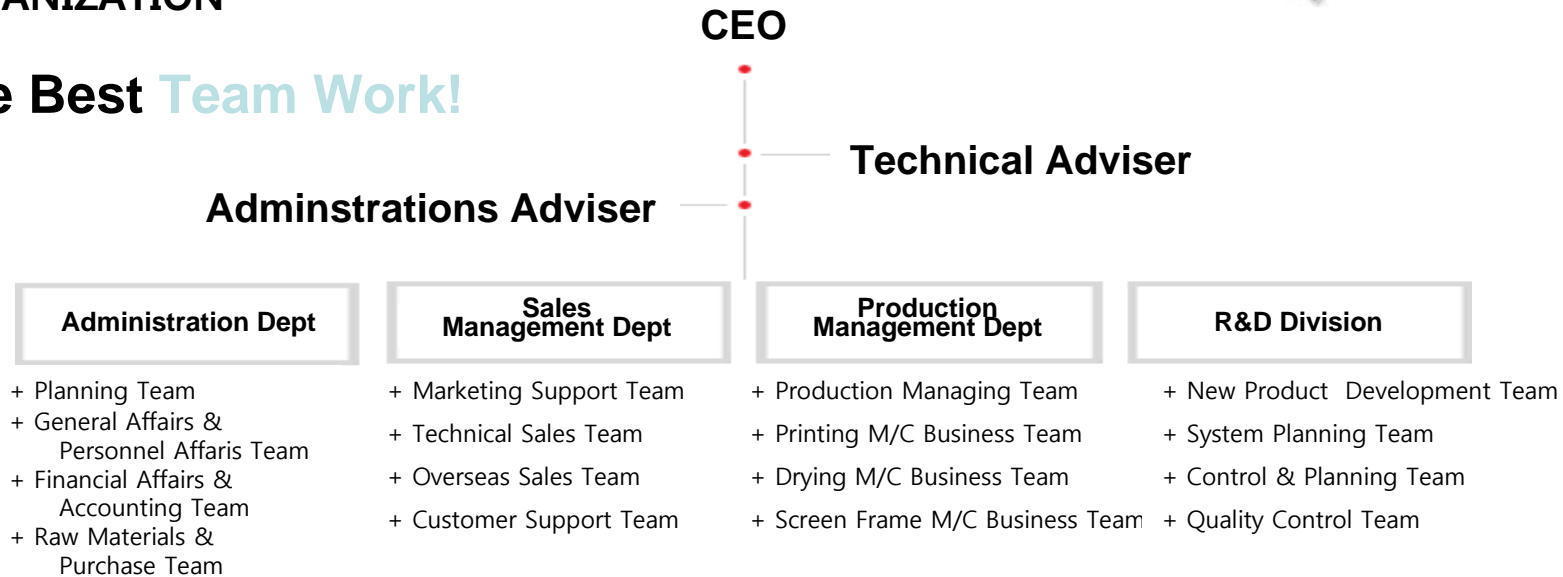 ANIZATION
CEO
e Best Team Work!
Technical Adviser
Adminstrations Adviser
Administration Dept
+ Planning Team
+ General Affairs &
Personnel Affaris Team
+ Financial Affairs &
Accounting Team
+ Raw Materials &
Purchase Team
Sales
Management Dept
+ Marketing Support Team
+ Technical Sales Team
+ Overseas Sales Team
+ Customer Support Team
Production
Management Dept
+ Production Managing Team
+ Printing M/C Business Team
+ Drying M/C Business Team
+ Screen Frame M/C Business Team
R&D Division
+ New Product Development Team
+ System Planning Team
+ Control & Planning Team
+ Quality Control Team